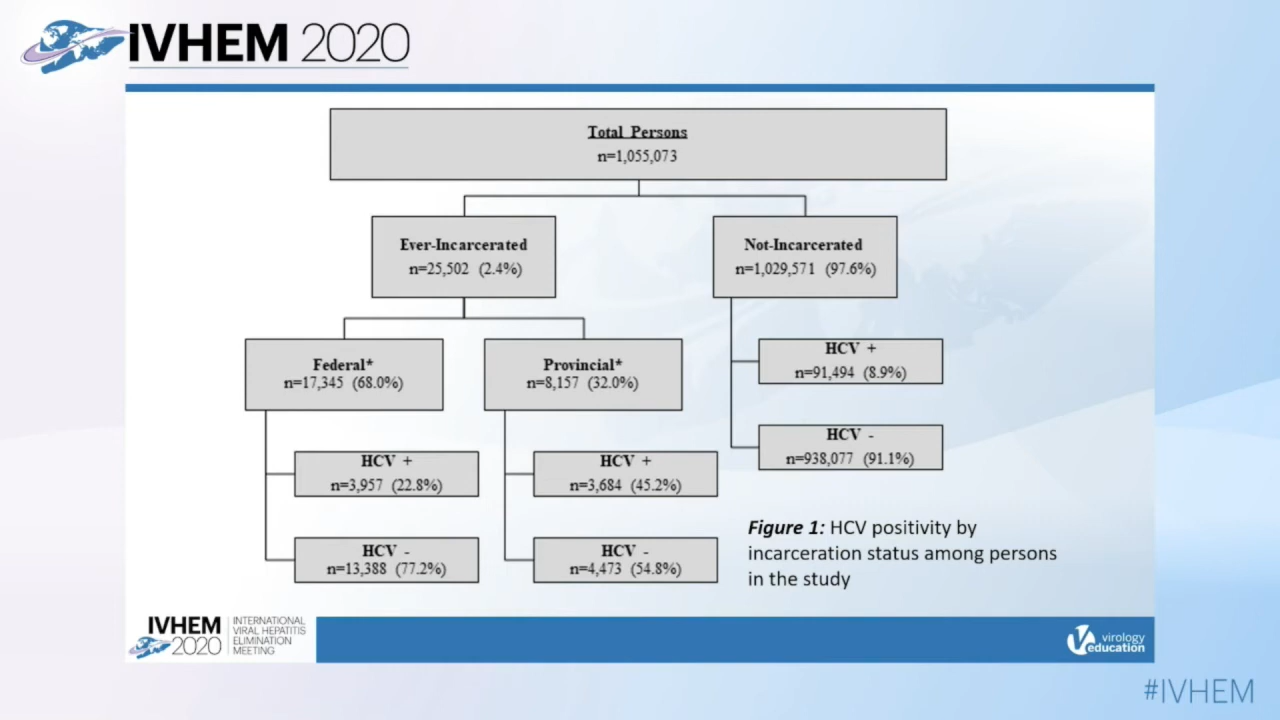 IVHEM 2020
Total Persons
n=1,055,073
Ever-Incarcerated
n=25,502 (2.4%)
Not-Incarcerated
n=1,029,571 (97.6%)
Federal*
n=17,345 (68.0%)
Provincial*
n=8,157 (32.0%)
HCV +
n=91,494 (8.9%)
HCV -
n=938,077 (91.1%)
HCV +
n=3,957 (22.8%)
HCV +
n=3,684 (45.2%)
HCV -
n=13,388 (77.2%)
HCV -
n=4,473 (54.8%)
Figure 1: HCV positivity by
incarceration status among persons
in the study
IVHEM
2020
INTERNATIONAL
VIRAL HEPATITIS
ELIMINATION
MEETING
virology
education
#IVHEM